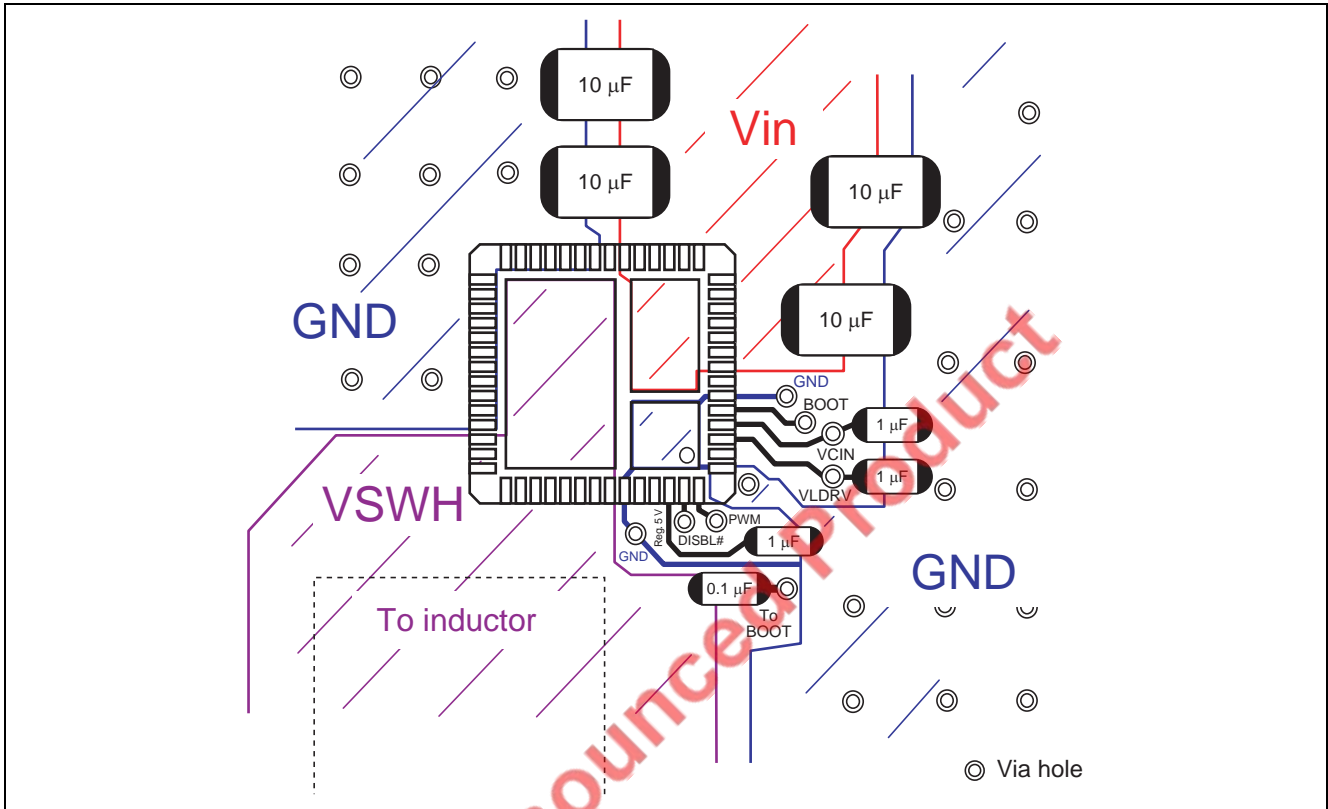 10 μF
10 μF
Vin
10 μF
10 μF
GND
GND
BOOT
1 μF
VCIN
1 μF
VLDRV
VSWH
Reg. 5 V
DISBL#
PWM
GND
1 μF
GND
0.1 μF
To
BOOT
To inductor
Via hole
ounced Product